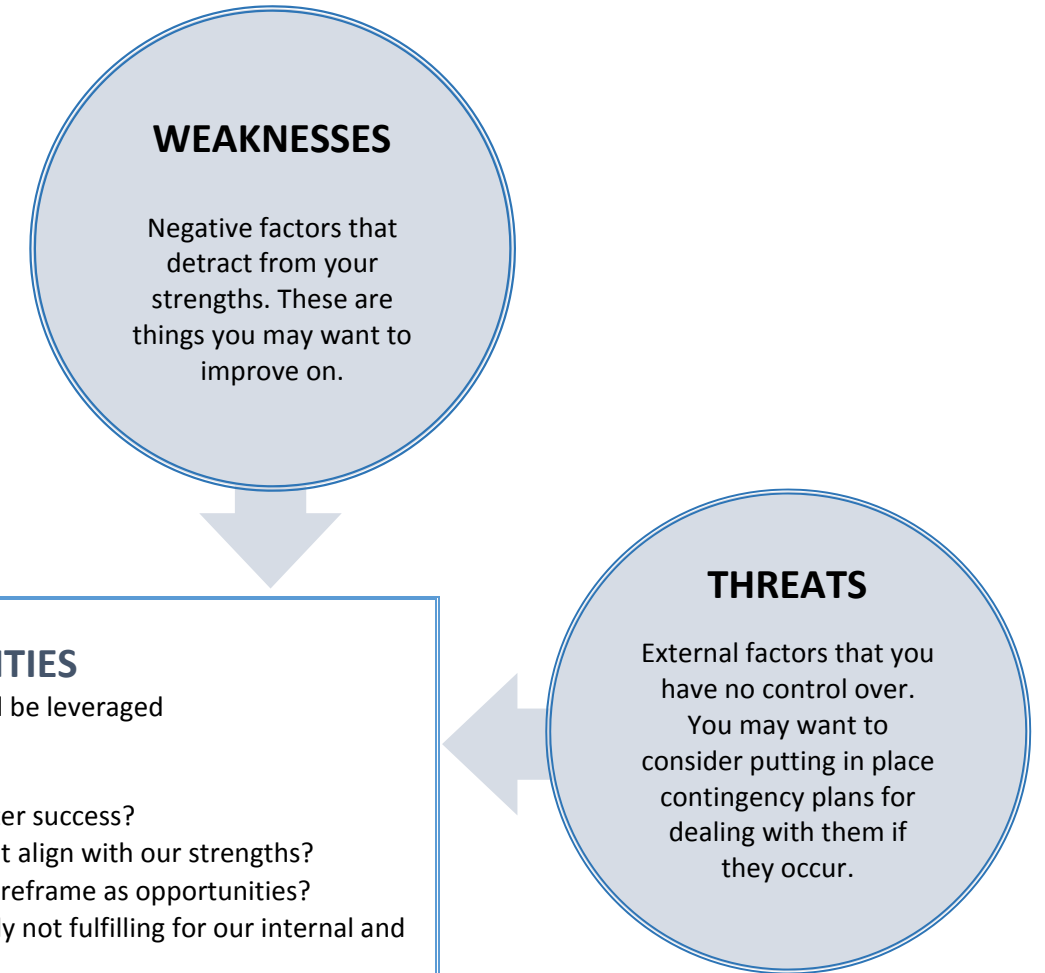 WEAKNESSES
Negative factors that
detract from your
strengths. These are
things you may want to
improve on.
THREATS
External factors that you
have no control over.
You may want to
consider putting in place
contingency plans for
dealing with them if
they occur.
ITIES
be leveraged
er success?
t align with our strengths?
reframe as opportunities?
ly not fulfilling for our internal and